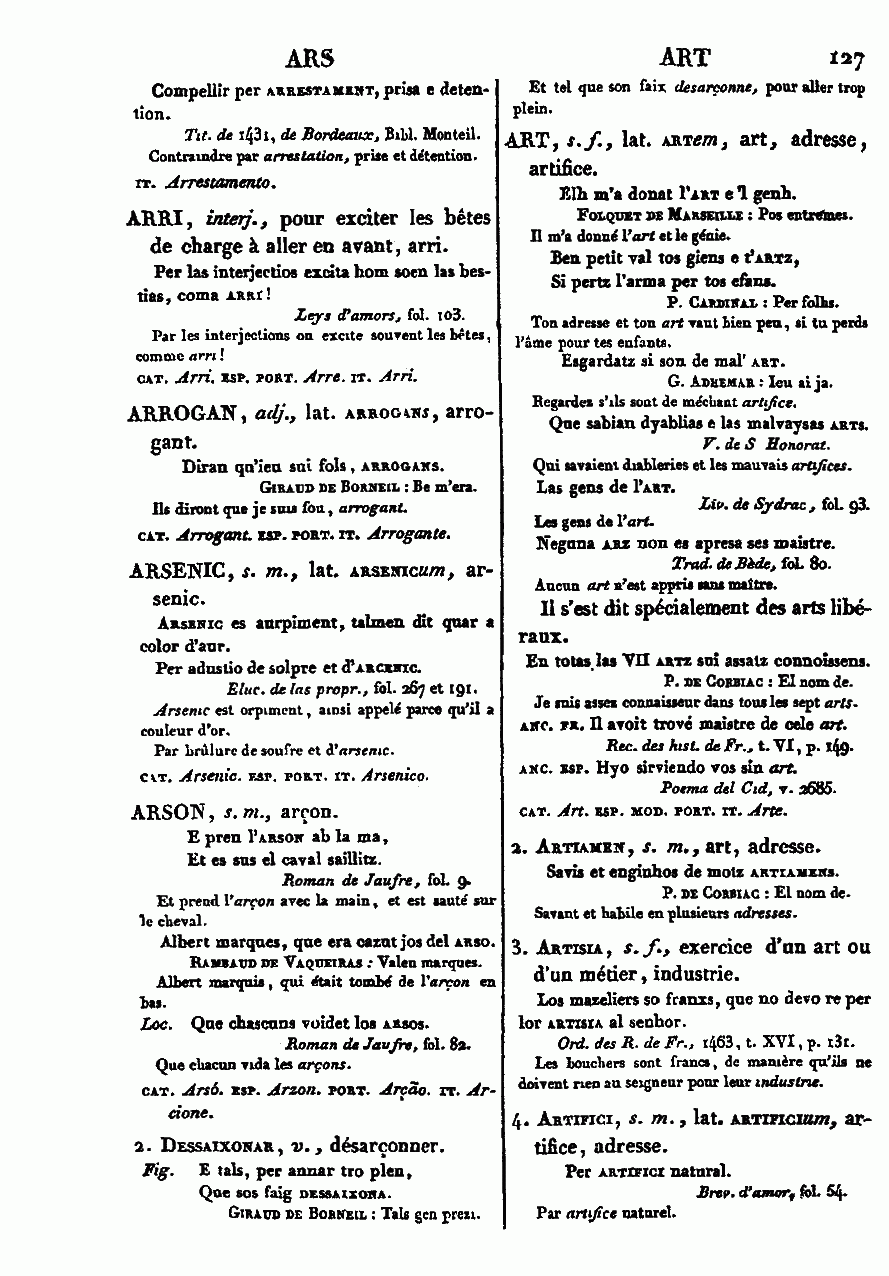 ARS
ART 127
Compellir per ARRESTAMENT, prisa e deten-
tion.
Tit. de 1431, de Bordeaux, Bibl. Monteil.
Contraindre par arrestation, prise et détention.
IT. Arrestamento.
ARRI, interj., pour exciter les bêtes
de charge à aller en avant, arri.
Per las interjectios excita hom soen las bes-
tias, coma ARRI!
Leys d'amors, fol. 103.
Par les interjections on excite souvent les bêtes,
comme arri!
CAT. Arri. ESP. PORT. Arre. IT. Arri.
ARROGAN, adj., lat. ARROGANS, arro-
gant.
Diran qu'ieu sui fols, ARROGANS.
GIRAUD DE BORNEIL: Be m'era.
Ils diront que je suis fou, arrogant.
CAT. Arrogant. ESP. PORT. IT. Arrogante.
ARSENIC, s. m., lat. ARSENICum, ar-
senic.
ARSENIC es aurpiment, talmen dit quar a
color d'aur.
Per adustio de solpre et d'ARCENIC.
Eluc. de las propr., fol. 267 et 191.
Arsenic est orpiment, ainsi appelé parce qu'il a
couleur d'or.
Par brûlure de soufre et d'arsenic.
CAT. Arsenic. ESP. PORT. IT. Arsenico.
ARSON, s. m., arçon.
E pren l'ARSON ab la ma,
Et es sus el caval saillitz.
Roman de Jaufre, fol. 9.
Et prend l'arçon avec la main, et est sauté sur
le cheval.
Albert marques, que era cazut jos del ARSO.
RAMBAUD DE VAQUEIRAS: Valen marques.
Albert marquis, qui était tombé de l'arçon en
bas.
Loc. Que chascuns voidet los ARSOS.
Roman de Jaufre, fol. 82.
Que chacun vida les arçons.
CAT. Arsó. ESP. Arzon. PORT. Arção. IT. Ar-
cione.
2. DESSAIXONAR, v., désarçonner.
Fig. E tals, per annar tro plen,
Que sos faig DESSAIXONA.
GIRAUD DE BORNEIL: Tals gen prezi.
Et tel que son faix desarçonne, pour aller trop
plein.
ART, s. f., lat. ARTem, art, adresse,
artifice.
Elh m'a donat l'ART e 'l genh.
FOLQUET DE MARSEILLE: Pos entremes.
Il m'a donné l'art et le génie.
Ben petit val tos giens e t'ARTZ,
Si pertz l'arma per tos efans.
P. CARDINAL: Per folhs.
Ton adresse et ton art vaut bien peu, si tu perds
l'âme pour tes enfants.
Esgardatz si son de mal' ART.
G. ADHEMAR: Ieu ai ja.
Regardez s'ils sont de méchant artifice.
Que sabian dyablias e las malvaysas ARTS.
V. de S Honorat.
Qui savaient diableries et les mauvais artifices.
Las gens de l'ART.
Liv. de Sydrac, fol. 93.
Les gens de l'art.
Neguna ARZ non es apresa ses maistre.
Trad. de Bède, fol. 80.
Aucun art n'est appris sans maître.
Il s'est dit spécialement des arts libé-
raux.
En totas las VII ARTZ sui assatz connoissens.
P. DE CORBIAC: El nom de.
Je suis assez connaisseur dans tous les sept arts.
ANC. FR. Il avoit trové maistre de cele art.
Rec. des hist. de Fr., t. VI, p. 149.
ANC. ESP. Hyo sirviendo vos sin art.
Poema del Cid, v. 2685.
CAT. Art. ESP. MOD. PORT. IT. Arte.
2. ARTIAMEN, s. m., art, adresse.
Savis et enginhos de motz ARTIAMENS.
P. DE CORBIAC: El nom de.
Savant et habile en plusieurs adresses.
3. ARTISIA, s. f., exercice d'un art ou
d'un métier, industrie.
Los mazeliers so franxs, que no devo re per
lor ARTISIA al senhor.
Ord. des R. de Fr., 1463, t. XVI, p. 131.
Les bouchers sont francs, de manière qu'ils ne
doivent rien au seigneur pour leur industrie.
4. ARTIFICI, s. m., lat. ARTIFICIum, ar-
tifice, adresse.
Per ARTIFICI natural.
Brev. d'amor, fol. 54.
Par artifice naturel.